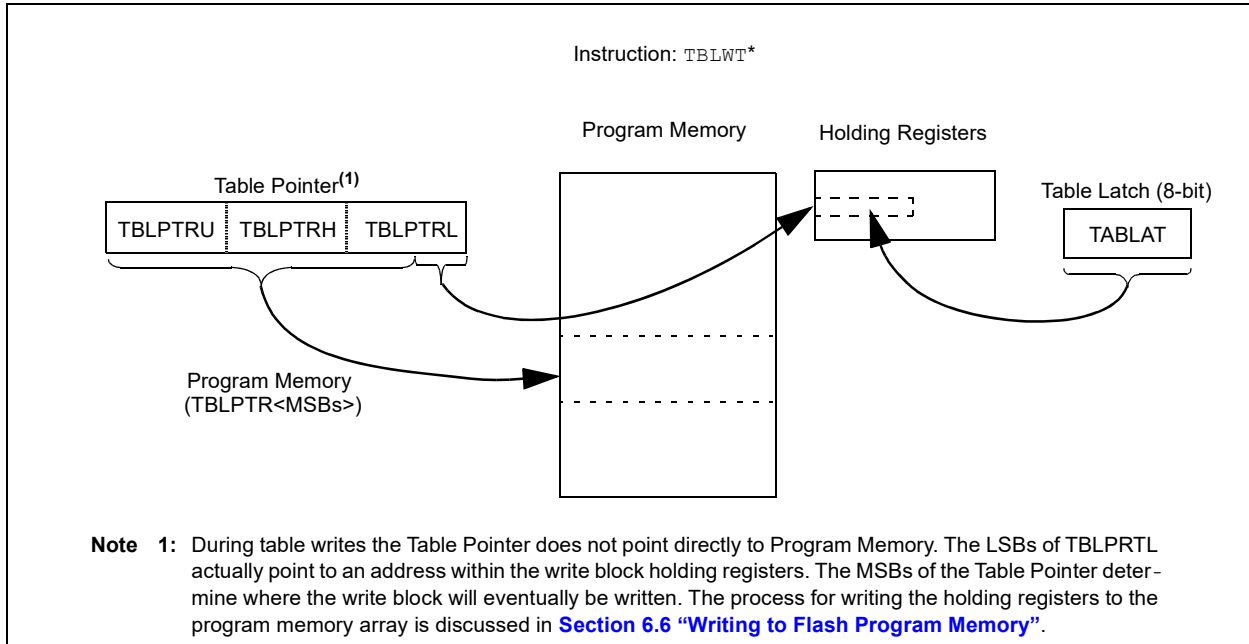 Instruction: TBLWT*
Program Memory
Holding Registers
Table Pointer(1)
Table Latch (8-bit)
TBLPTRU
TBLPTRH
TBLPTRL
TABLAT
Program Memory
(TBLPTR<MSBs>)
Note 1: During table writes the Table Pointer does not point directly to Program Memory. The LSBs of TBLPRTL
actually point to an address within the write block holding registers. The MSBs of the Table Pointer deter-
mine where the write block will eventually be written. The process for writing the holding registers to the
program memory array is discussed in Section 6.6 “Writing to Flash Program Memory”.